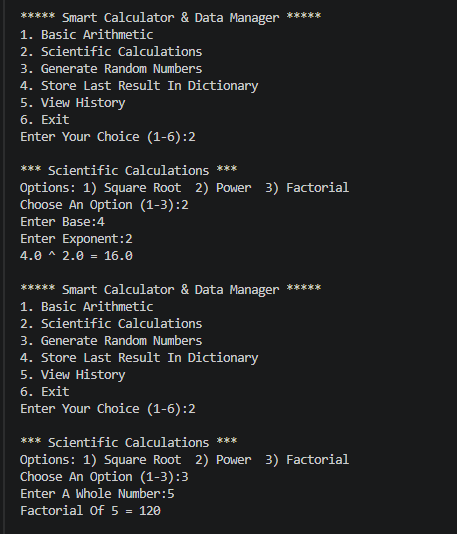 ***** Smart Calculator & Data Manager *****
1. Basic Arithmetic
2. Scientific Calculations
3. Generate Random Numbers
4. Store Last Result In Dictionary
5. View History
6. Exit
Enter Your Choice (1-6):2
*** Scientific Calculations ***
Options: 1) Square Root  2) Power  3) Factorial
Choose An Option (1-3):2
Enter Base:4
Enter Exponent:2
4.0 ^ 2.0 = 16.0
***** Smart Calculator & Data Manager *****
1. Basic Arithmetic
2. Scientific Calculations
3. Generate Random Numbers
4. Store Last Result In Dictionary
5. View History
6. Exit
Enter Your Choice (1-6):2
*** Scientific Calculations ***
Options: 1) Square Root  2) Power  3) Factorial
Choose An Option (1-3):3
Enter A Whole Number:5
Factorial Of 5 = 120